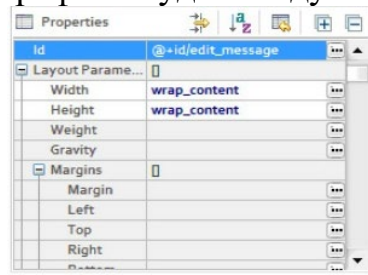 Properties
Id @+id/edit_message
Layout Parame... []
Width wrap_content
Height wrap_content
Weight
Gravity
Margins []
Margin
Left
Top
Right